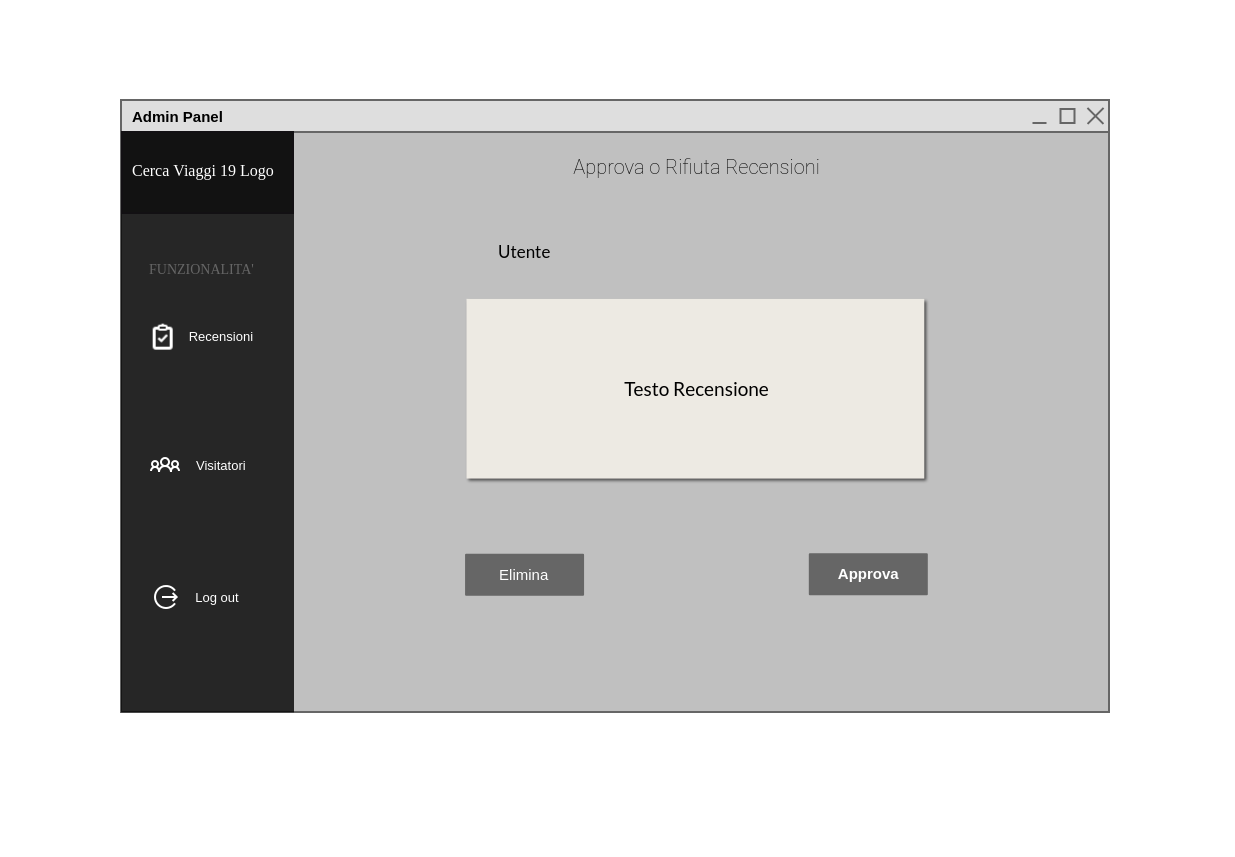 Admin Panel
Cerca Viaggi 19 Logo
FUNZIONALITA'
Recensioni
Visitatori
Log out
Approva o Rifiuta Recensioni
Utente
Testo Recensione
Elimina
Approva